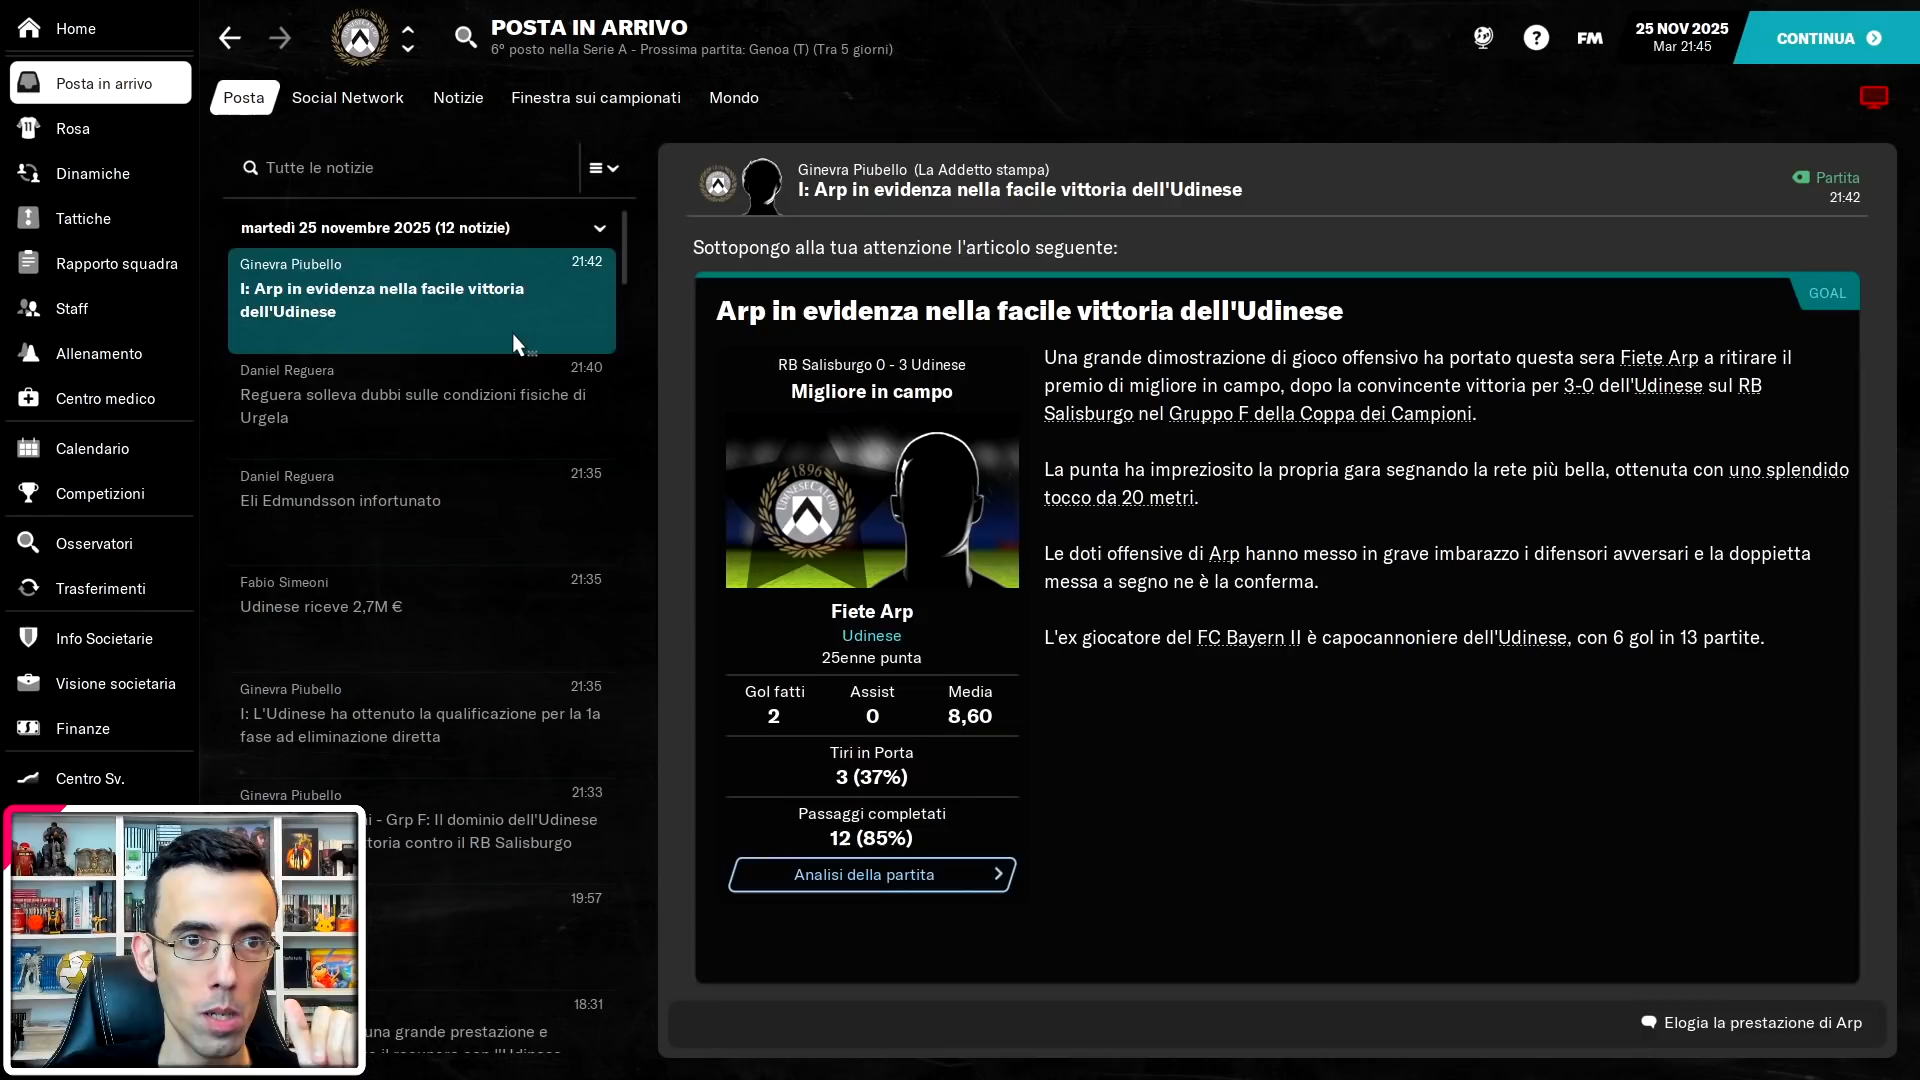 Home
Posta in arrivo
Rosa
Dinamiche
Tattiche
Rapporto squadra
Staff
Allenamento
Centro medico
Calendario
Competizioni
Osservatori
Trasferimenti
Info Societarie
Visione societaria
Finanze
Centro Sv.
POSTA IN ARRIVO
6° posto nella Serie A - Prossima partita: Genoa (T) (Tra 5 giorni)
FM
25 NOV 2025
Mar 21:45
CONTINUA
Posta
Social Network
Notizie
Finestra sui campionati
Mondo
Tutte le notizie
martedì 25 novembre 2025 (12 notizie)
Ginevra Piubello
21:42
I: Arp in evidenza nella facile vittoria
dell'Udinese
Daniel Reguera
21:40
Reguera solleva dubbi sulle condizioni fisiche di
Urgela
Daniel Reguera
21:35
Eli Edmundsson infortunato
Fabio Simeoni
21:35
Udinese riceve 2,7M €
Ginevra Piubello
21:35
I: L'Udinese ha ottenuto la qualificazione per la 1a
fase ad eliminazione diretta
Ginevra Piubello
21:33
i - Grp F: Il dominio dell'Udinese
toria contro il RB Salisburgo
19:57
18:31
una grande prestazione e
Ginevra Piubello (La Addetto stampa)
I: Arp in evidenza nella facile vittoria dell'Udinese
Partita
21:42
Sottopongo alla tua attenzione l'articolo seguente:
GOAL
Arp in evidenza nella facile vittoria dell'Udinese
RB Salisburgo 0 - 3 Udinese
Migliore in campo
1896
UDINESE CALCIO
Fiete Arp
Udinese
25enne punta
Gol fatti Assist Media
2 0 8,60
Tiri in Porta
3 (37%)
Passaggi completati
12 (85%)
Analisi della partita
Una grande dimostrazione di gioco offensivo ha portato questa sera Fiete Arp a ritirare il
premio di migliore in campo, dopo la convincente vittoria per 3-0 dell'Udinese sul RB
Salisburgo nel Gruppo F della Coppa dei Campioni.
La punta ha impreziosito la propria gara segnando la rete più bella, ottenuta con uno splendido
tocco da 20 metri.
Le doti offensive di Arp hanno messo in grave imbarazzo i difensori avversari e la doppietta
messa a segno ne è la conferma.
L'ex giocatore del FC Bayern II è capocannoniere dell'Udinese, con 6 gol in 13 partite.
Elogia la prestazione di Arp